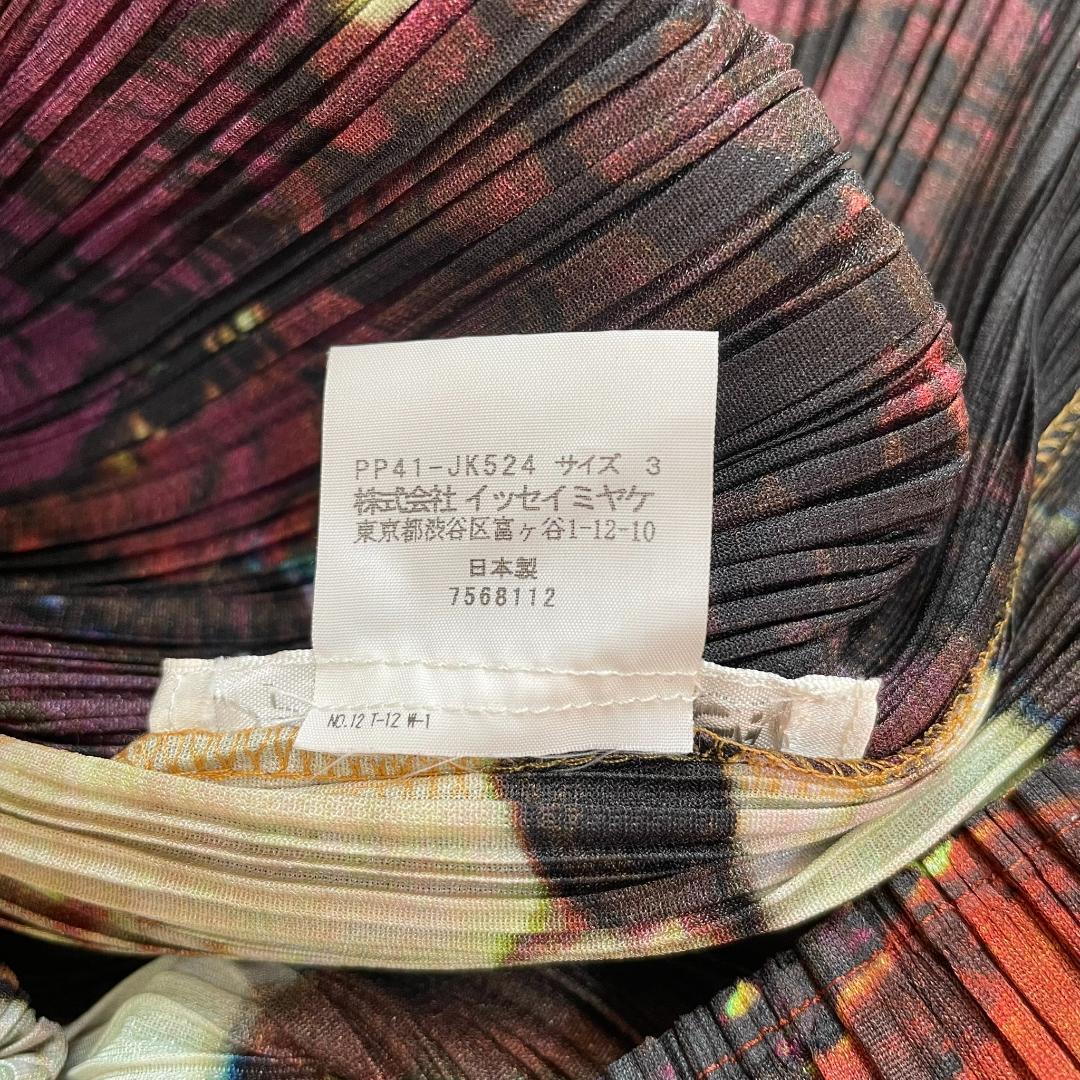 PP41-JK524 サイズ 3
株式会社 イッセイミヤケ
東京都渋谷区富ヶ谷1-12-10
日本製
7568112
NO.12 T-12 W-1